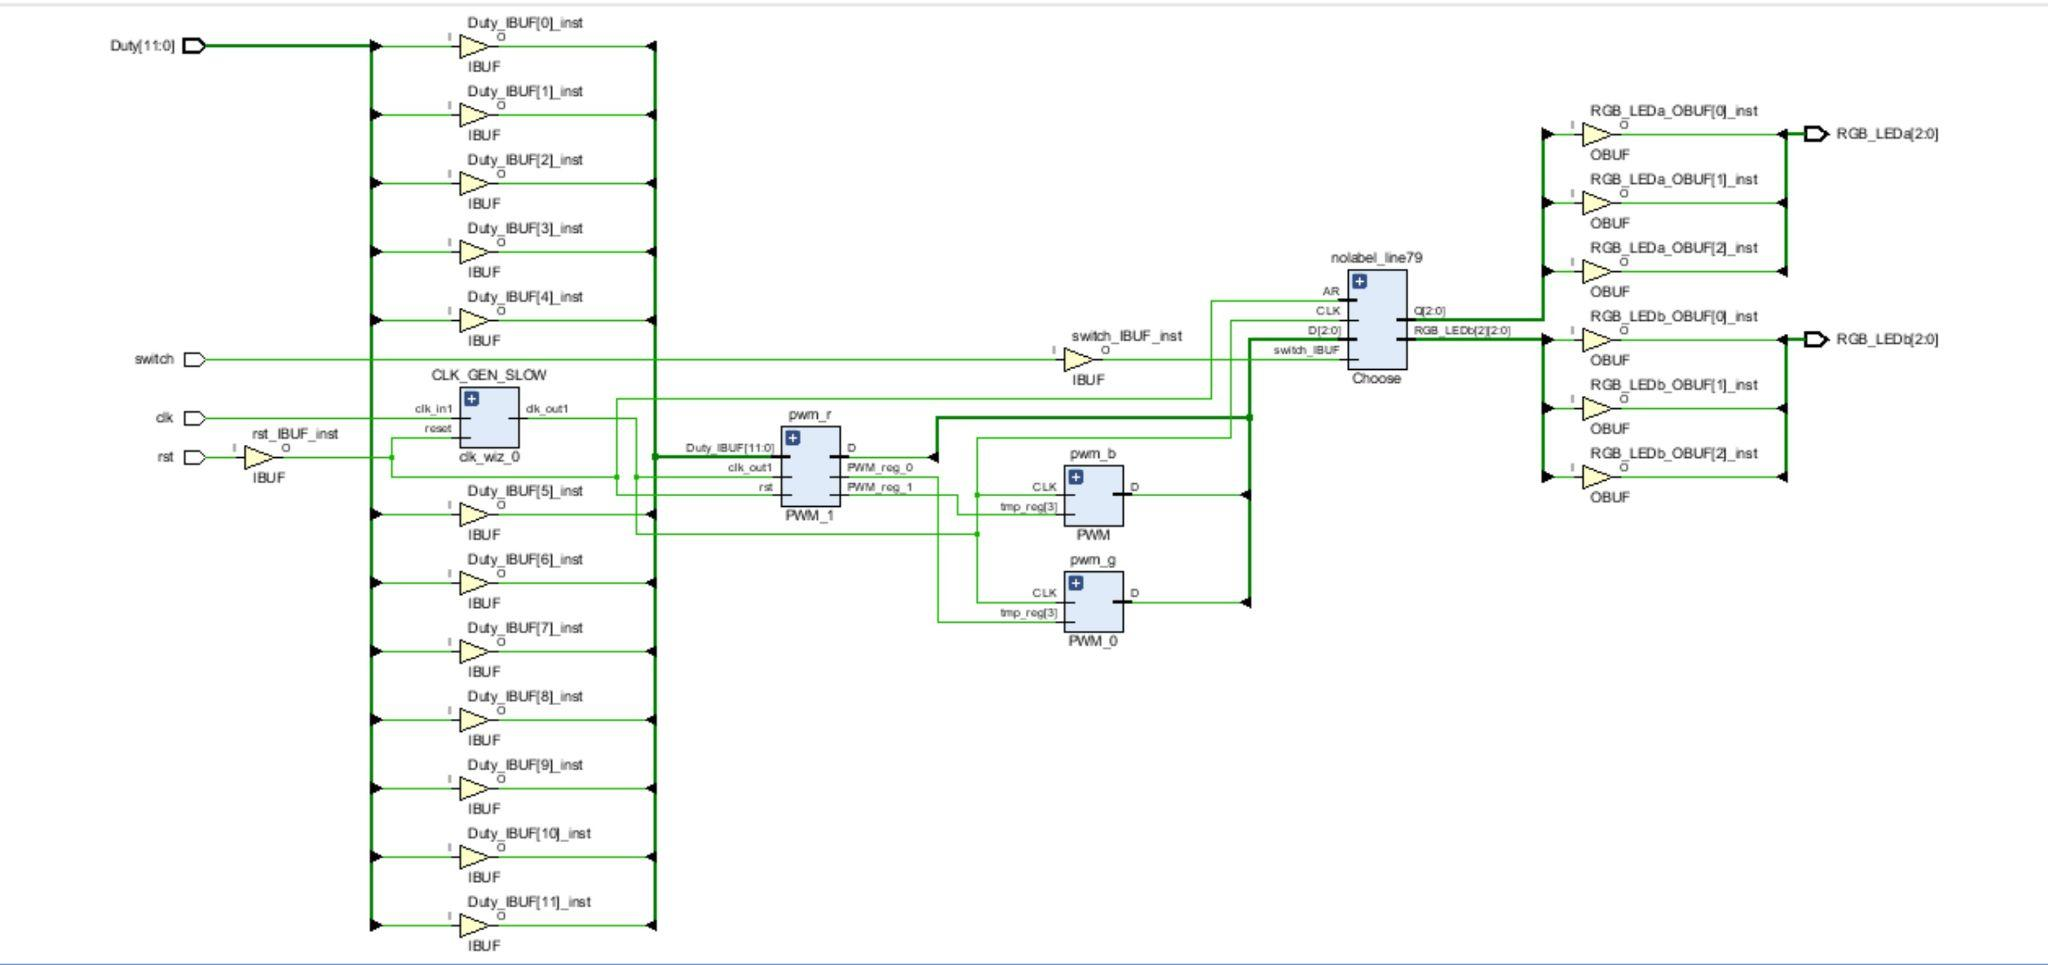 Duty[11:0]
Duty_IBUF[0]_inst
I
O
IBUF
Duty_IBUF[1]_inst
I
O
IBUF
Duty_IBUF[2]_inst
I
O
IBUF
Duty_IBUF[3]_inst
I
O
IBUF
Duty_IBUF[4]_inst
I
O
IBUF
switch
clk
rst
rst_IBUF_inst
I
O
IBUF
CLK_GEN_SLOW
clk_in1
reset
clk_out1
clk_wiz_0
Duty_IBUF[5]_inst
I
O
IBUF
Duty_IBUF[6]_inst
I
O
IBUF
Duty_IBUF[7]_inst
I
O
IBUF
Duty_IBUF[8]_inst
I
O
IBUF
Duty_IBUF[9]_inst
I
O
IBUF
Duty_IBUF[10]_inst
I
O
IBUF
Duty_IBUF[11]_inst
I
O
IBUF
pwm_r
Duty_IBUF[11:0]
clk_out1
rst
D
PWM_reg_0
PWM_reg_1
PWM_1
switch_IBUF_inst
I
O
IBUF
pwm_b
CLK
tmp_reg[3]
D
PWM
pwm_g
CLK
tmp_reg[3]
D
PWM_0
nolabel_line79
AR
CLK
D[2:0]
switch_IBUF
Q[2:0]
RGB_LEDb[2][2:0]
Choose
RGB_LEDa_OBUF[0]_inst
I
O
OBUF
RGB_LEDa_OBUF[1]_inst
I
O
OBUF
RGB_LEDa_OBUF[2]_inst
I
O
OBUF
RGB_LEDb_OBUF[0]_inst
I
O
OBUF
RGB_LEDb_OBUF[1]_inst
I
O
OBUF
RGB_LEDb_OBUF[2]_inst
I
O
OBUF
RGB_LEDa[2:0]
RGB_LEDb[2:0]